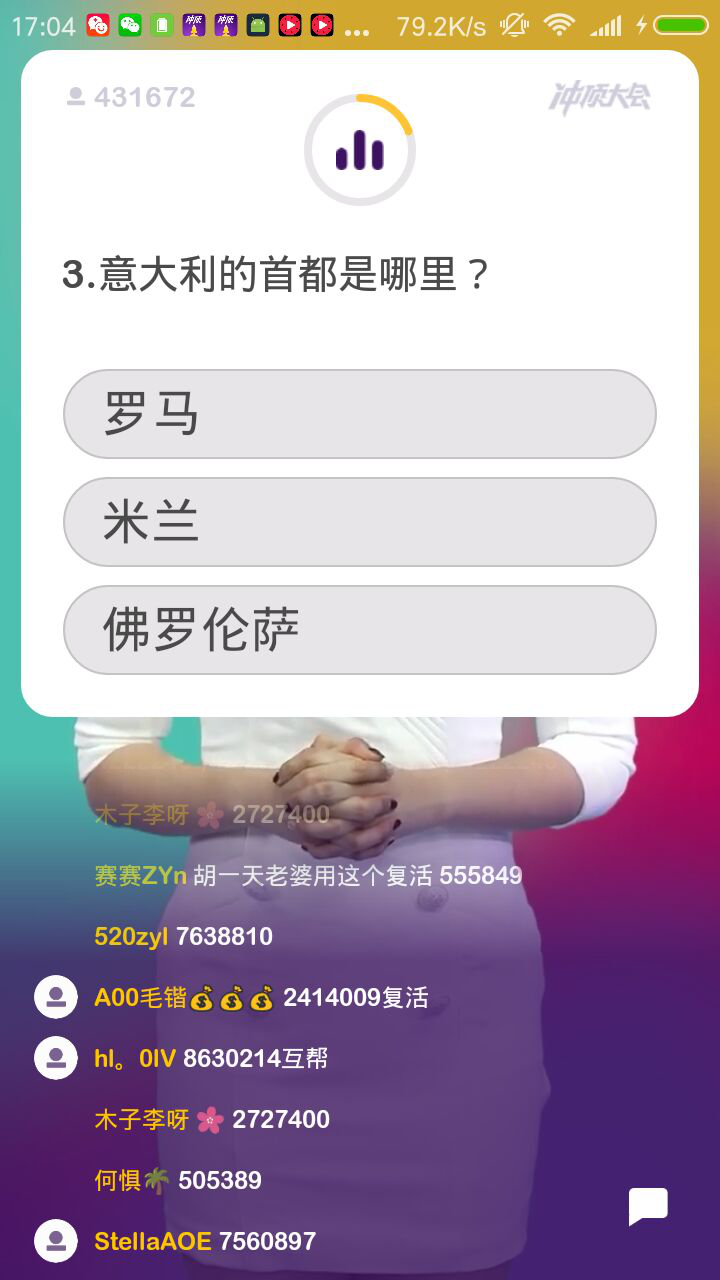 17:04 79.2K/s
431672 冲顶大会
3.意大利的首都是哪里？
罗马
米兰
佛罗伦萨
木子李呀🌸 2727400
赛赛ZYn 胡一天老婆用这个复活 555849
520zyl 7638810
A00毛锴💰💰💰 2414009复活
hl。0lV 8630214互帮
木子李呀🌸 2727400
何惧🌴 505389
StellaAOE 7560897